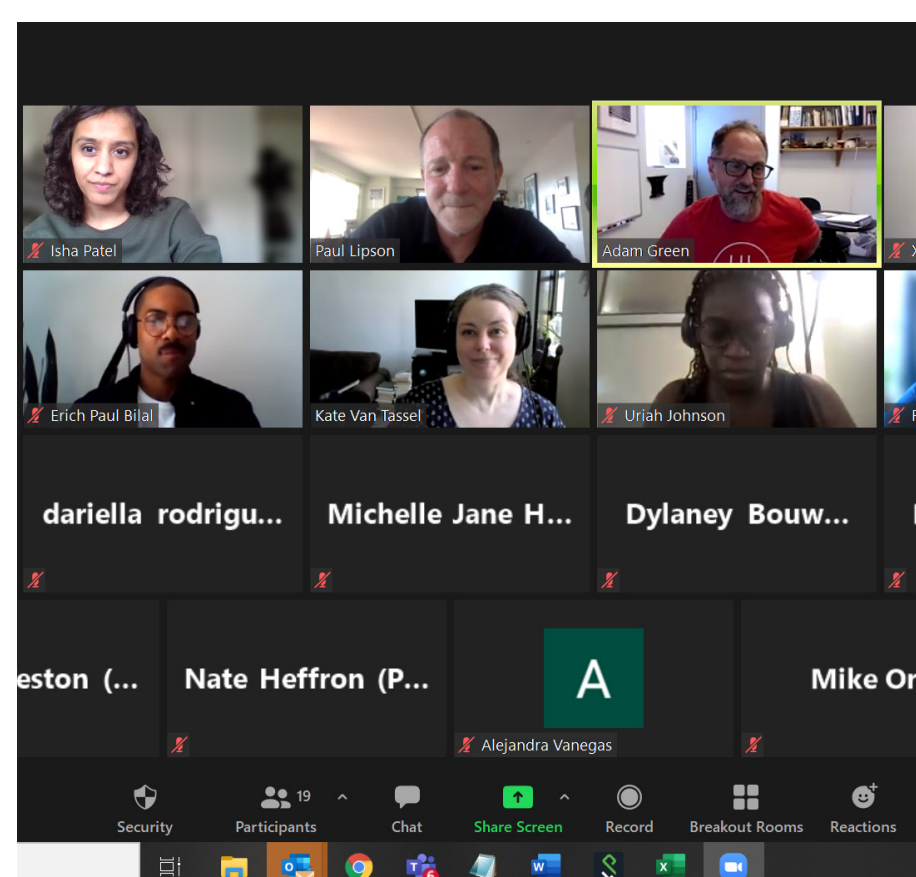 Isha Patel
Paul Lipson
Adam Green
Erich Paul Bilal
Kate Van Tassel
Uriah Johnson
dariella rodrigu...
Michelle Jane H...
Dylaney Bouw...
eston (...
Nate Heffron (P...
A
Alejandra Vanegas
Mike Or
Security
19
Participants
Chat
Share Screen
Record
Breakout Rooms
Reactions